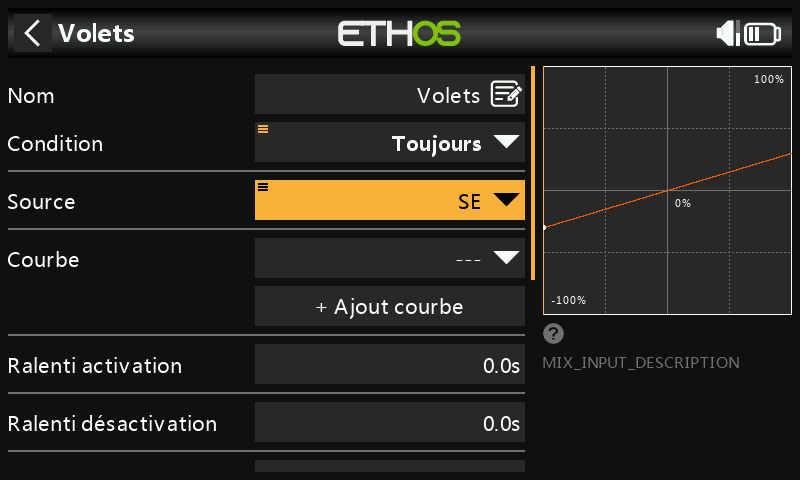 Volets
ETHOS
Nom
Volets
Condition
Toujours
Source
SE
Courbe
---
+ Ajout courbe
Ralenti activation
0.0s
Ralenti désactivation
0.0s
100%
0%
-100%
?
MIX_INPUT_DESCRIPTION